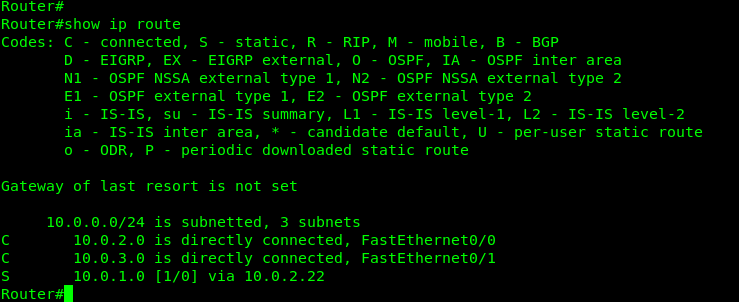 Router#
Router#show ip route
Codes: C - connected, S - static, R - RIP, M - mobile, B - BGP
       D - EIGRP, EX - EIGRP external, O - OSPF, IA - OSPF inter area
       N1 - OSPF NSSA external type 1, N2 - OSPF NSSA external type 2
       E1 - OSPF external type 1, E2 - OSPF external type 2
       i - IS-IS, su - IS-IS summary, L1 - IS-IS level-1, L2 - IS-IS level-2
       ia - IS-IS inter area, * - candidate default, U - per-user static route
       o - ODR, P - periodic downloaded static route

Gateway of last resort is not set

     10.0.0.0/24 is subnetted, 3 subnets
C       10.0.2.0 is directly connected, FastEthernet0/0
C       10.0.3.0 is directly connected, FastEthernet0/1
S       10.0.1.0 [1/0] via 10.0.2.22
Router#